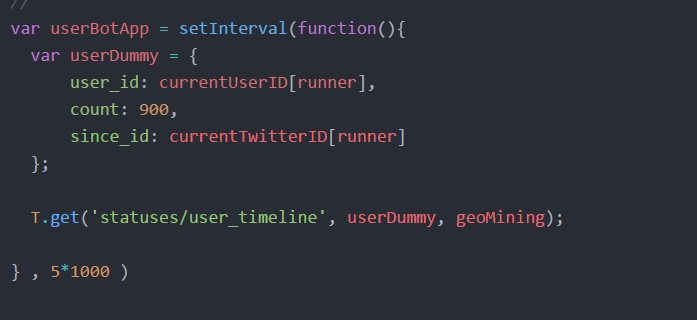 //
var userBotApp = setInterval(function(){
var userDummy = {
user_id: currentUserID[runner],
count: 900,
since_id: currentTwitterID[runner]
};
T.get('statuses/user_timeline', userDummy, geoMining);
} , 5*1000 )